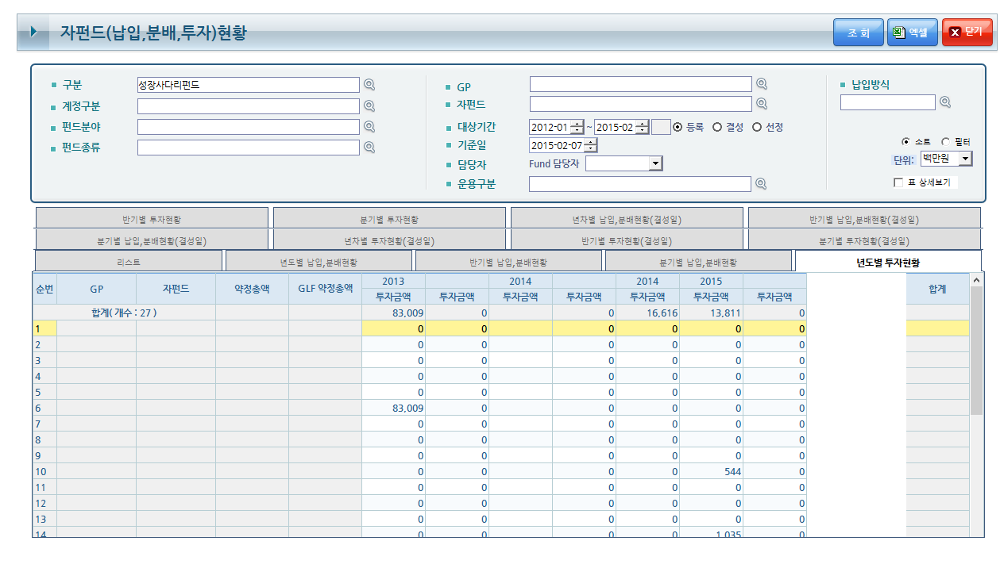 자펀드(납입,분배,투자)현황
조 회 엑셀 닫기
구분 성장사다리펀드
계정구분
펀드분야
펀드종류
GP
자펀드
대상기간 2012-01 ~ 2015-02 등록 결성 선정
기준일 2015-02-07
담당자 Fund 담당자
운용구분
납입방식
소트 필터
단위: 백만원
표 상세보기
반기별 투자현황 분기별 투자현황 년차별 납입,분배현황(결성일) 반기별 납입,분배현황(결성일)
분기별 납입,분배현황(결성일) 년차별 투자현황(결성일) 반기별 투자현황(결성일) 분기별 투자현황(결성일)
리스트 년도별 납입,분배현황 반기별 납입,분배현황 분기별 납입,분배현황 년도별 투자현황
순번 GP 자펀드 약정총액 GLF 약정총액 2013 2014 2014 2015 합계
투자금액 투자금액 투자금액 투자금액 투자금액 투자금액 투자금액
합계( 개수 : 27 ) 83,009 0 0 16,616 13,811 0
1 0 0 0 0 0 0
2 0 0 0 0 0 0
3 0 0 0 0 0 0
4 0 0 0 0 0 0
5 0 0 0 0 0 0
6 83,009 0 0 0 0 0
7 0 0 0 0 0 0
8 0 0 0 0 0 0
9 0 0 0 0 0 0
10 0 0 0 0 544 0
11 0 0 0 0 0 0
12 0 0 0 0 0 0
13 0 0 0 0 0 0
14 0 0 0 0 1,035 0